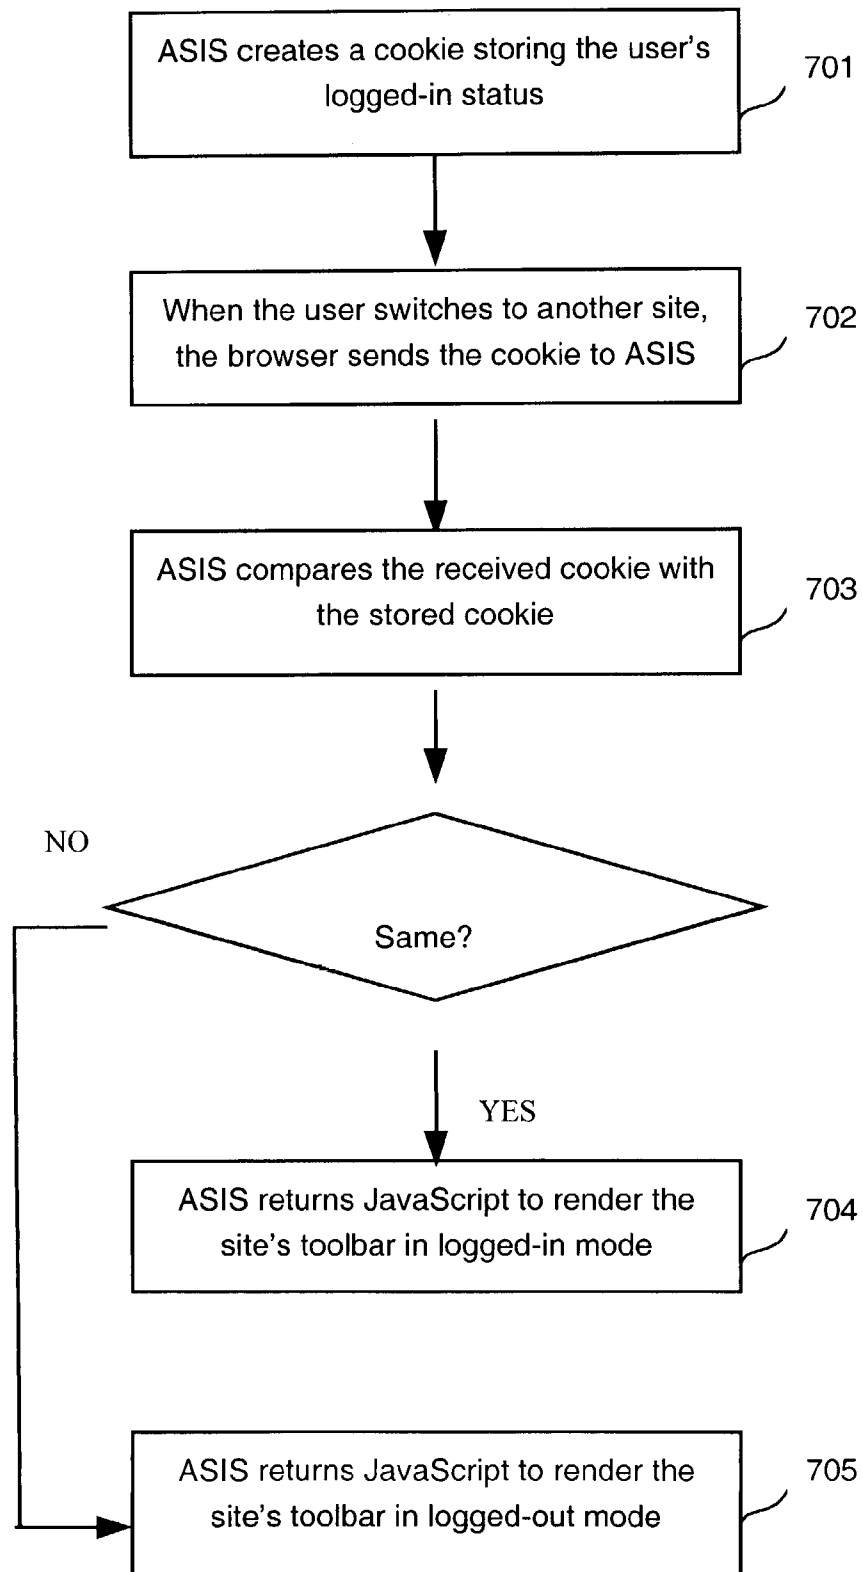 ASIS creates a cookie storing the user's
logged-in status
701
When the user switches to another site,
the browser sends the cookie to ASIS
702
ASIS compares the received cookie with
the stored cookie
703
NO
Same?
YES
ASIS returns JavaScript to render the
site's toolbar in logged-in mode
704
ASIS returns JavaScript to render the
site's toolbar in logged-out mode
705